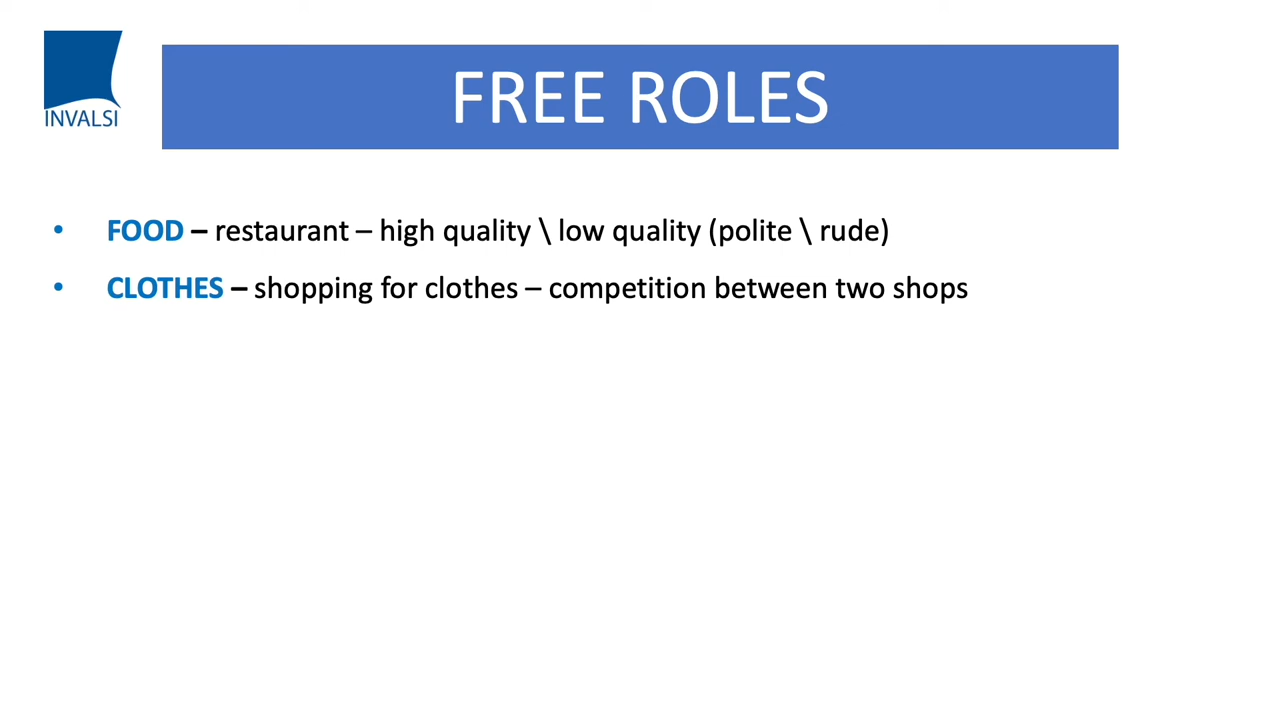 INVALSI
FREE ROLES
• FOOD – restaurant – high quality \ low quality (polite \ rude)
• CLOTHES – shopping for clothes – competition between two shops